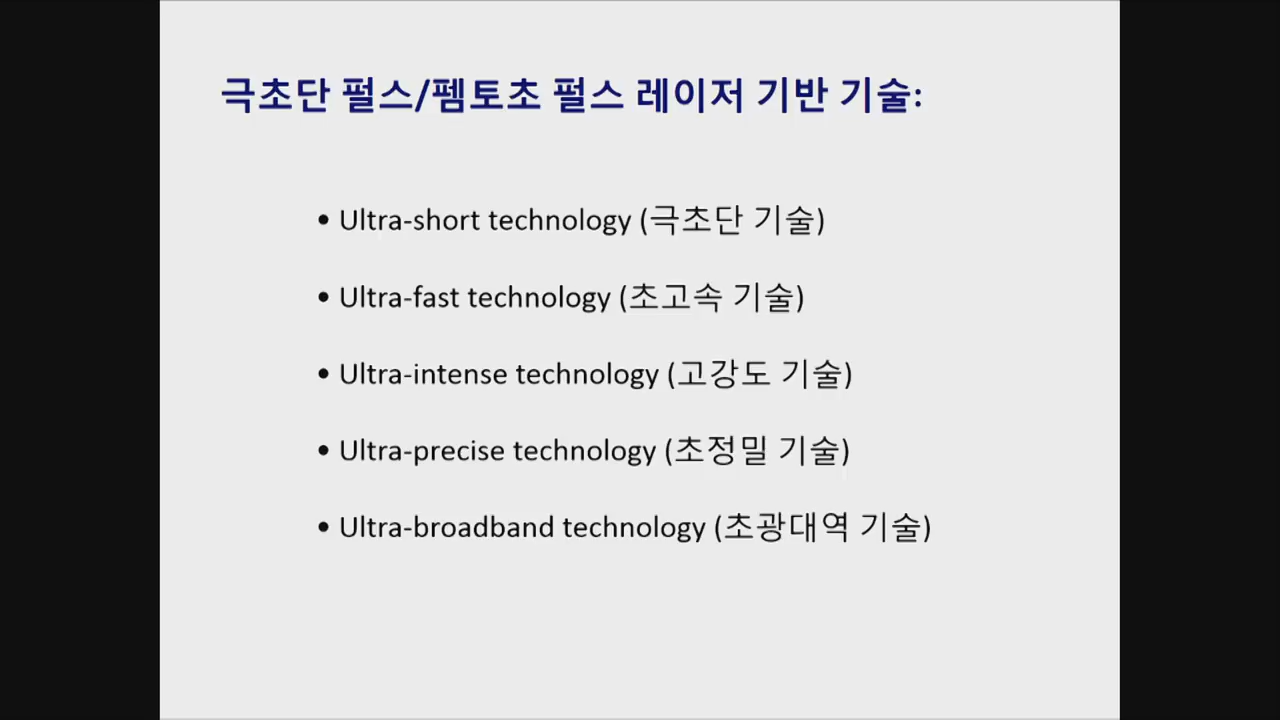 극초단 펄스/펨토초 펄스 레이저 기반 기술:
• Ultra-short technology (극초단 기술)
• Ultra-fast technology (초고속 기술)
• Ultra-intense technology (고강도 기술)
• Ultra-precise technology (초정밀 기술)
• Ultra-broadband technology (초광대역 기술)